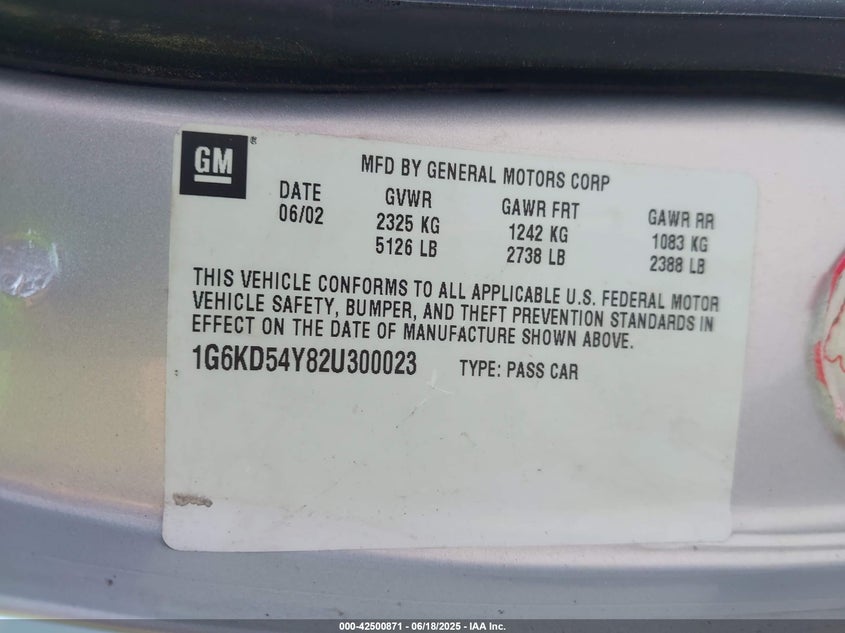 GM®
MFD BY GENERAL MOTORS CORP
DATE GVWR GAWR FRT GAWR RR
06/02 2325 KG 1242 KG 1083 KG
5126 LB 2738 LB 2388 LB
THIS VEHICLE CONFORMS TO ALL APPLICABLE U.S. FEDERAL MOTOR
VEHICLE SAFETY, BUMPER, AND THEFT PREVENTION STANDARDS IN
EFFECT ON THE DATE OF MANUFACTURE SHOWN ABOVE.
1G6KD54Y82U300023 TYPE: PASS CAR
000-42500871 - 06/18/2025 - IAA Inc.